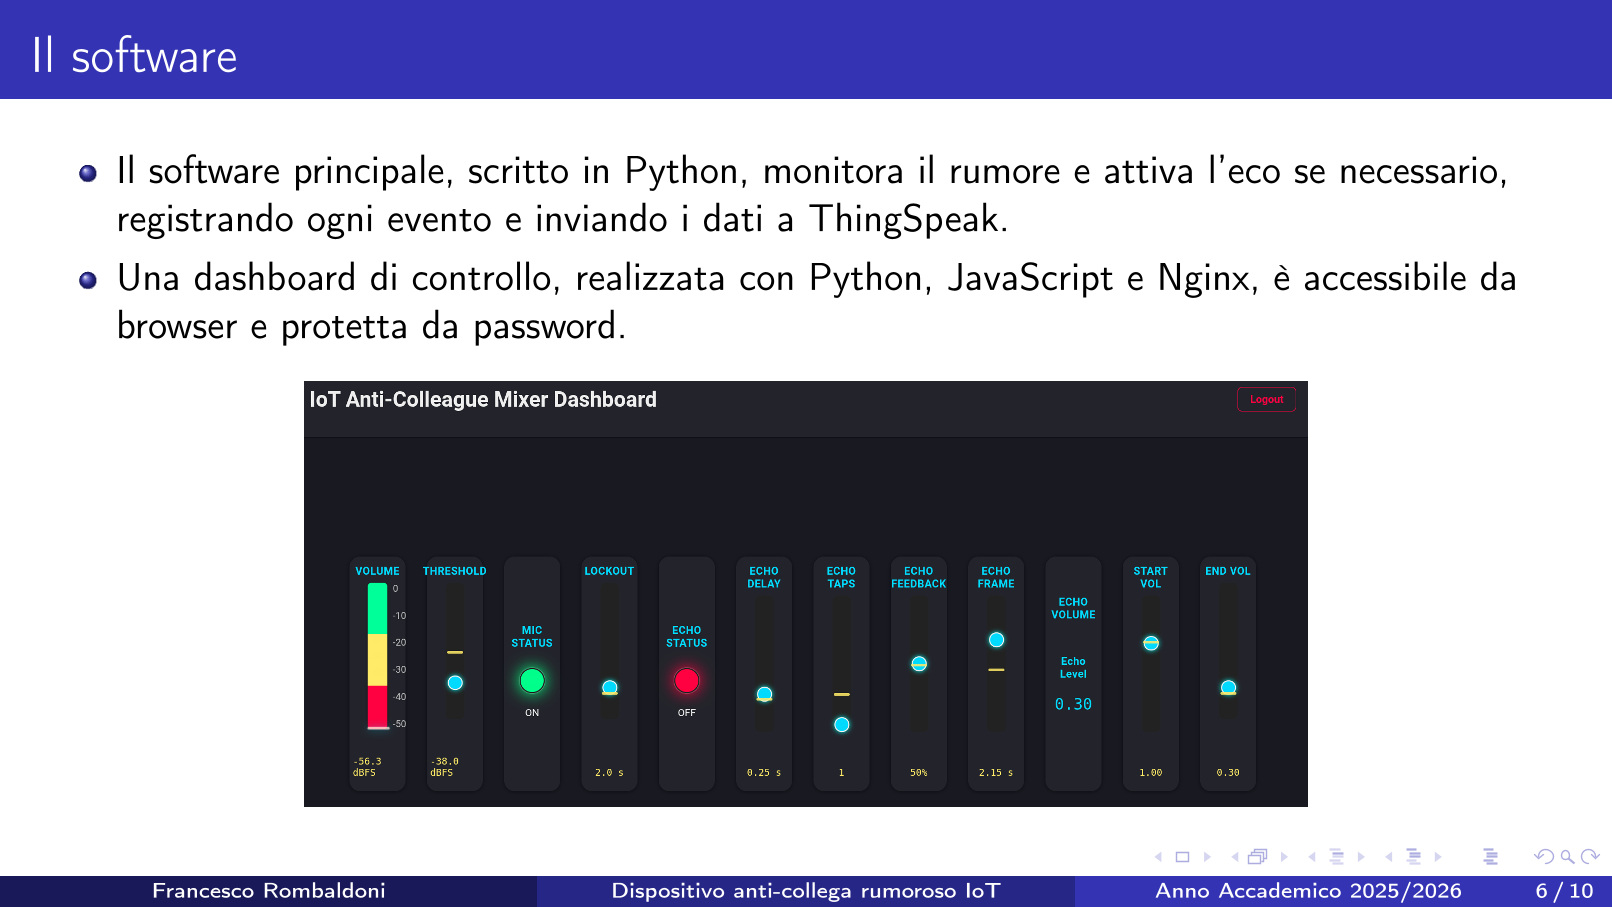 Il software
Il software principale, scritto in Python, monitora il rumore e attiva l'eco se necessario,
registrando ogni evento e inviando i dati a ThingSpeak.
Una dashboard di controllo, realizzata con Python, JavaScript e Nginx, è accessibile da
browser e protetta da password.
IoT Anti-Colleague Mixer Dashboard
Logout
VOLUME
0
-10
-20
-30
-40
-50
-56.3
dBFS
THRESHOLD
-38.0
dBFS
MIC
STATUS
ON
LOCKOUT
2.0 s
ECHO
STATUS
OFF
ECHO
DELAY
0.25 s
ECHO
TAPS
1
ECHO
FEEDBACK
50%
ECHO
FRAME
2.15 s
ECHO
VOLUME
Echo
Level
0.30
START
VOL
1.00
END VOL
0.30
Francesco Rombaldoni
Dispositivo anti-collega rumoroso IoT
Anno Accademico 2025/2026
6 / 10